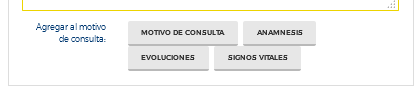 Agregar al motivo
de consulta:
MOTIVO DE CONSULTA ANAMNESIS
EVOLUCIONES SIGNOS VITALES